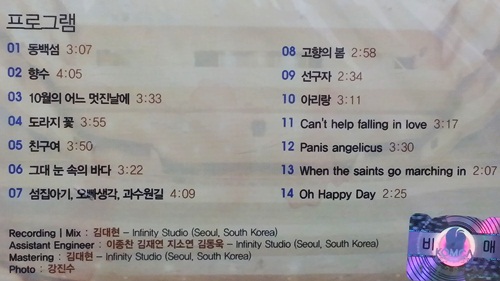 프로그램
01 동백섬 3:07
02 향수 4:05
03 10월의 어느 멋진날에 3:33
04 도라지 꽃 3:55
05 친구여 3:50
06 그대 눈 속의 바다 3:22
07 섬집아기, 오빠생각, 과수원길 4:09
08 고향의 봄 2:58
09 선구자 2:34
10 아리랑 3:11
11 Can't help falling in love 3:17
12 Panis angelicus 3:30
13 When the saints go marching in 2:07
14 Oh Happy Day 2:25
Recording | Mix : 김대현 – Infinity Studio (Seoul, South Korea)
Assistant Engineer : 이종찬 김재연 지소연 김동욱 – Infinity Studio (Seoul, South Korea)
Mastering : 김대현 - Infinity Studio (Seoul, South Korea)
Photo : 강진수
비 매
KOMCA